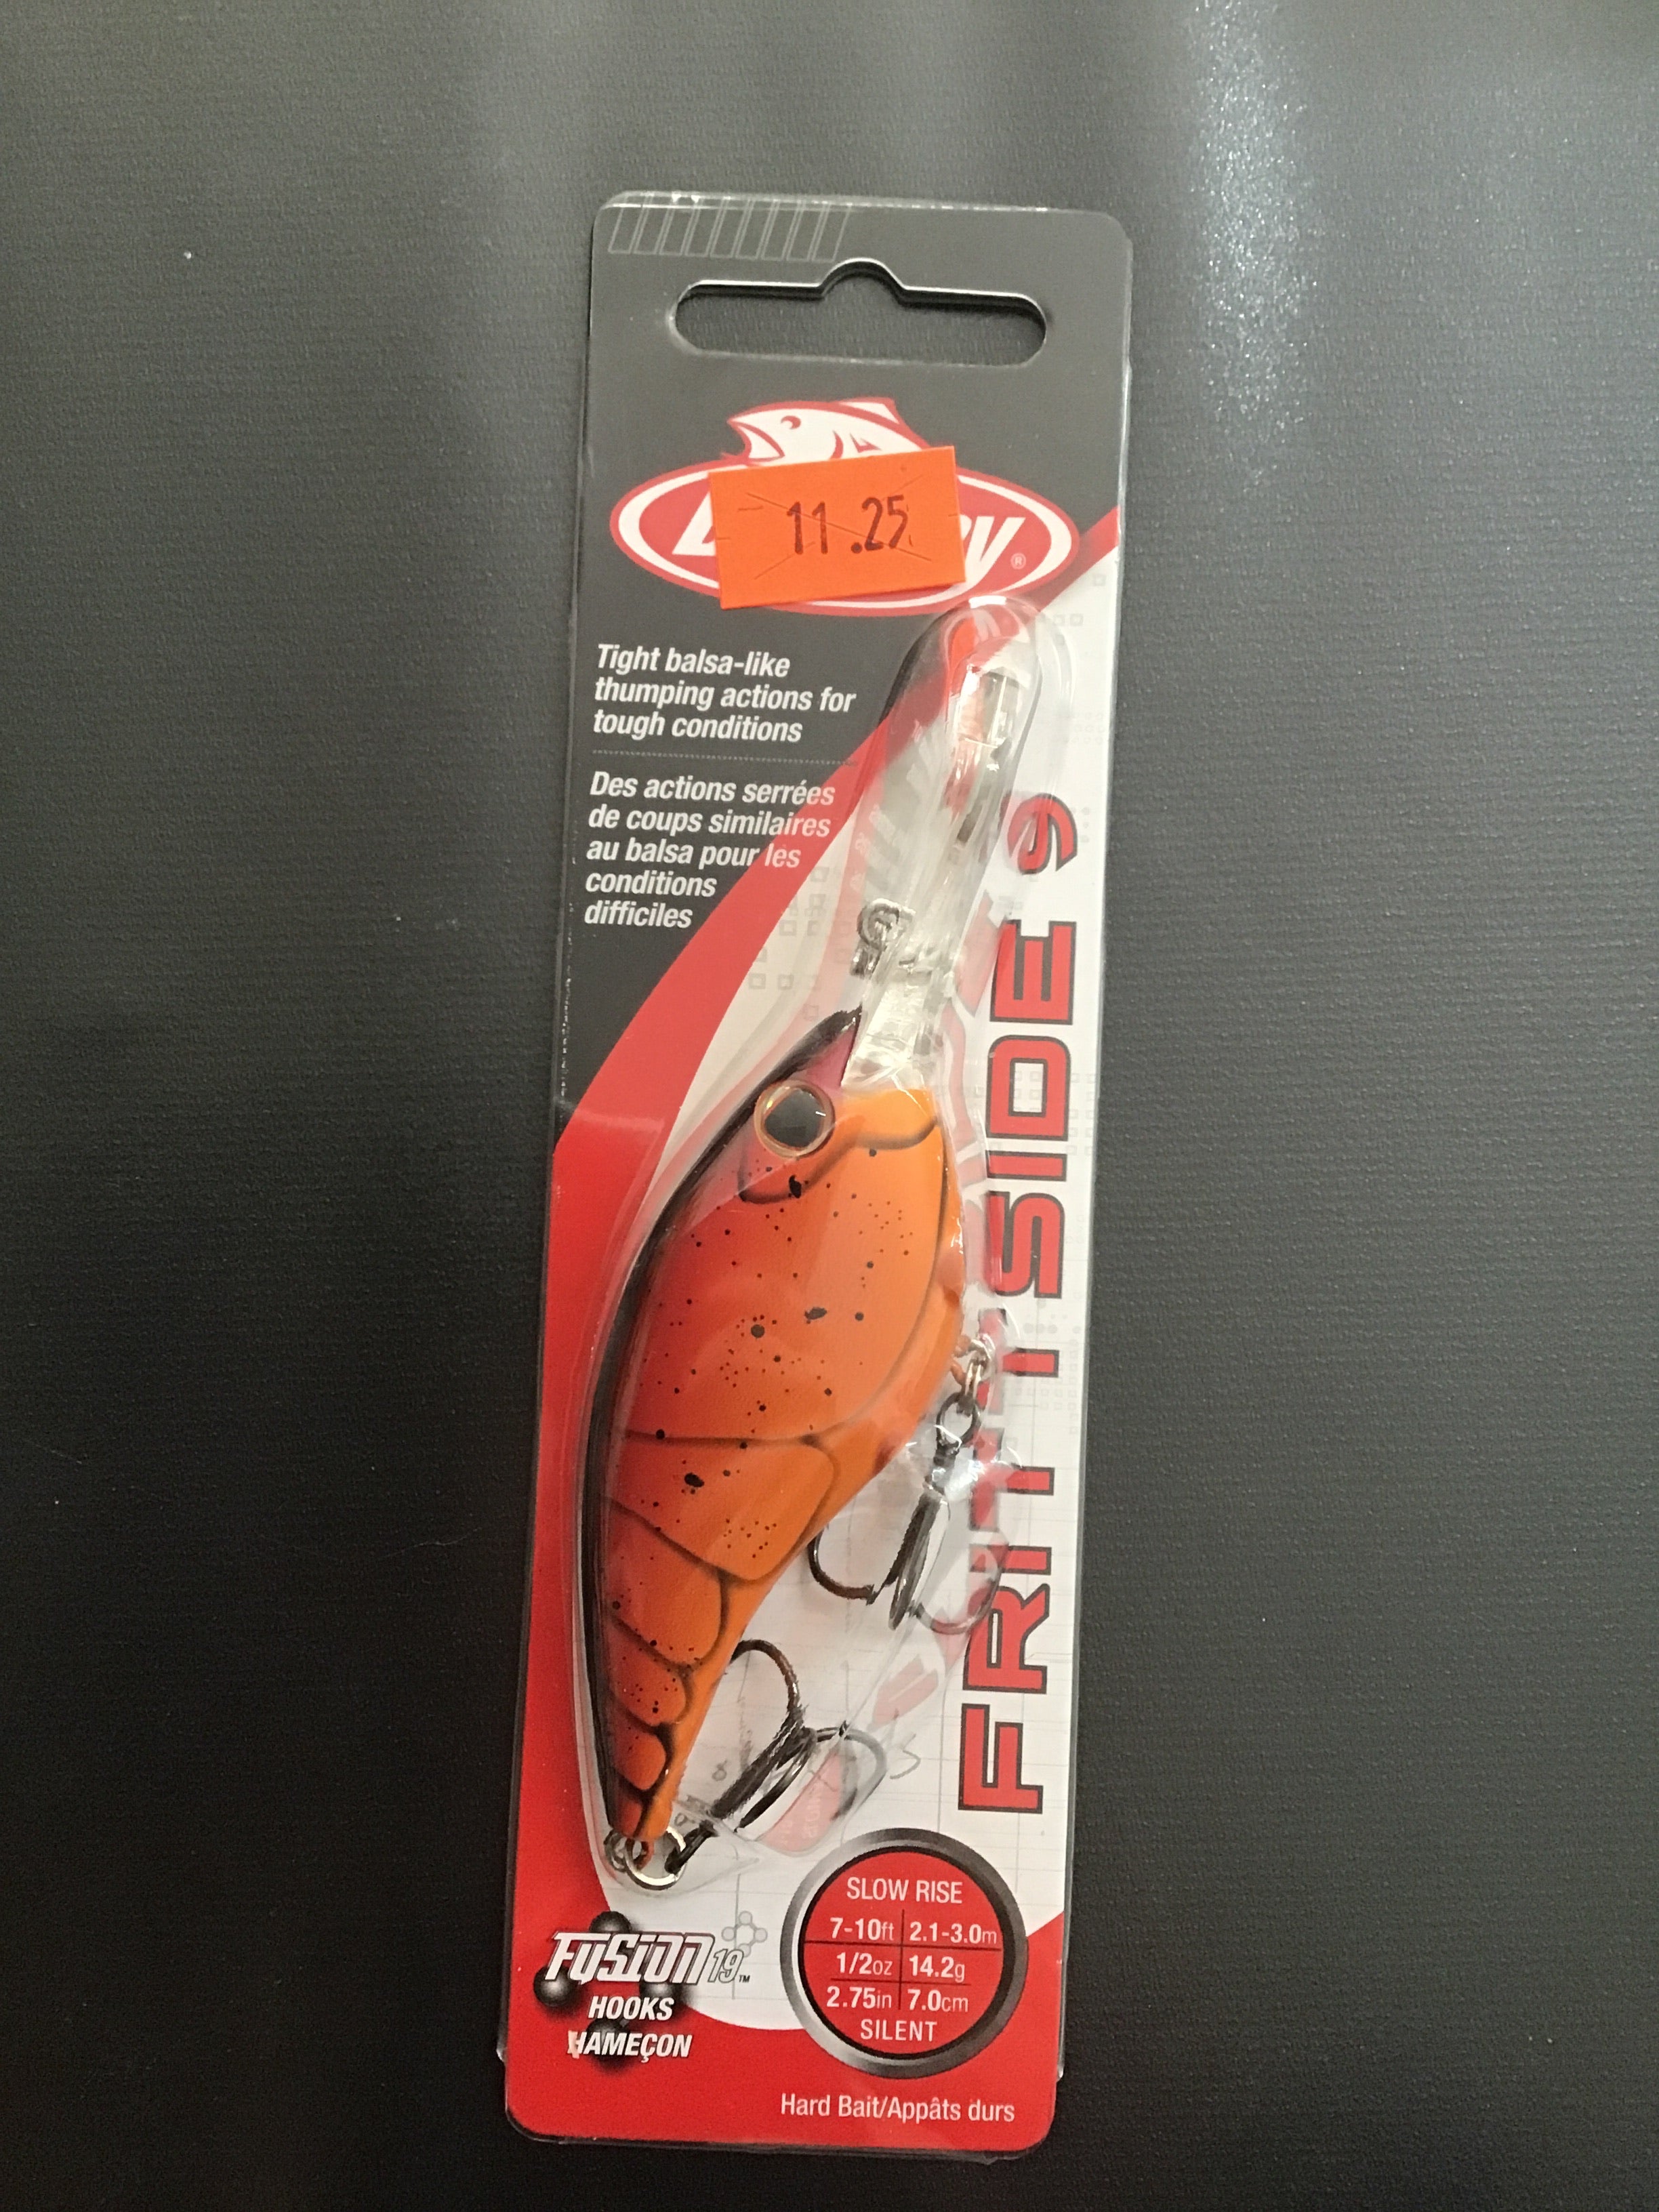 11.25
Tight balsa-like
thumping actions for
tough conditions
Des actions serrées
de coups similaires
au balsa pour les
conditions
difficiles
FRITTSIDE 9
FUSION19™
HOOKS
HAMEÇON
SLOW RISE
7-10ft 2.1-3.0m
1/2oz 14.2g
2.75in 7.0cm
SILENT
Hard Bait/Appâts durs